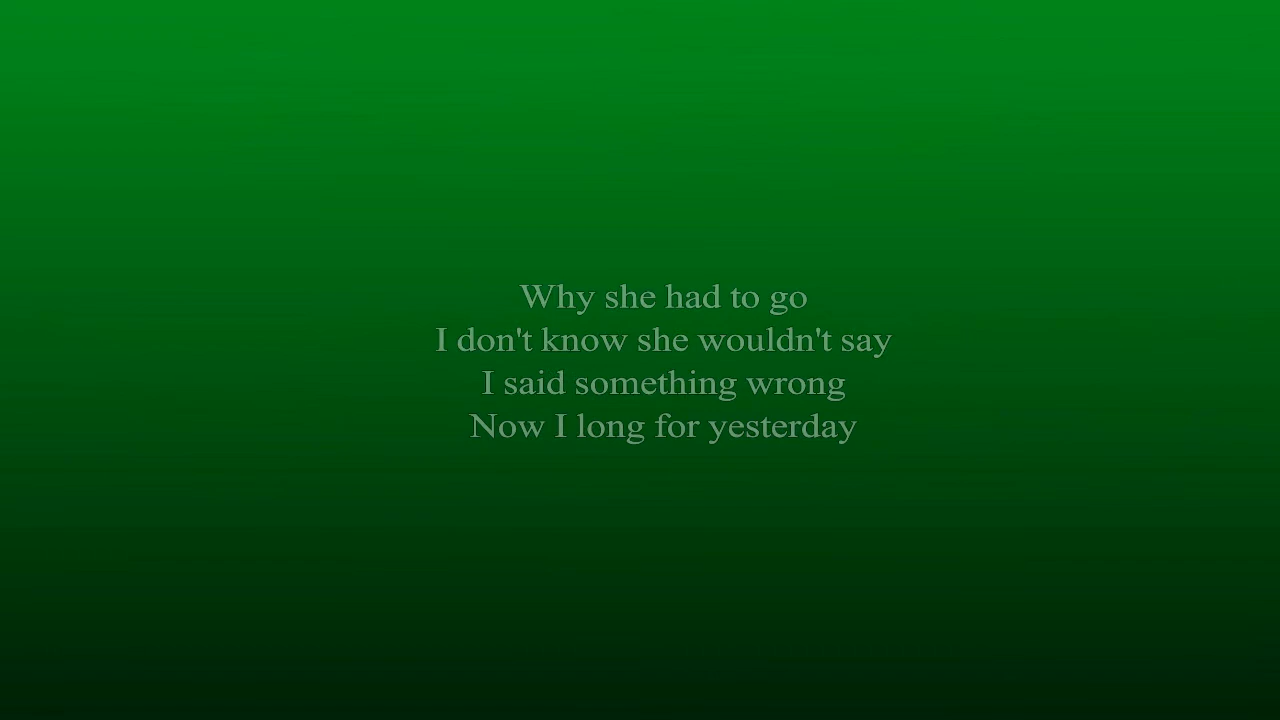 Why she had to go
I don't know she wouldn't say
I said something wrong
Now I long for yesterday